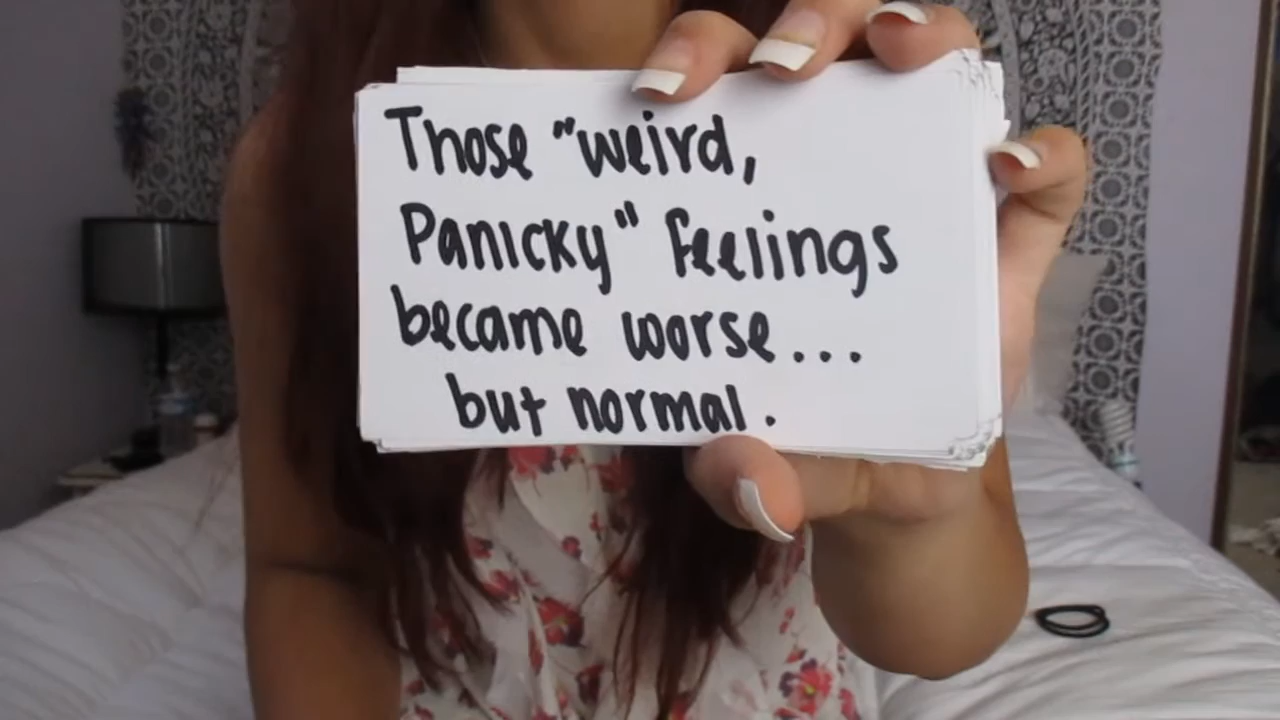 Those "weird,
Panicky" feelings
became worse...
but normal.